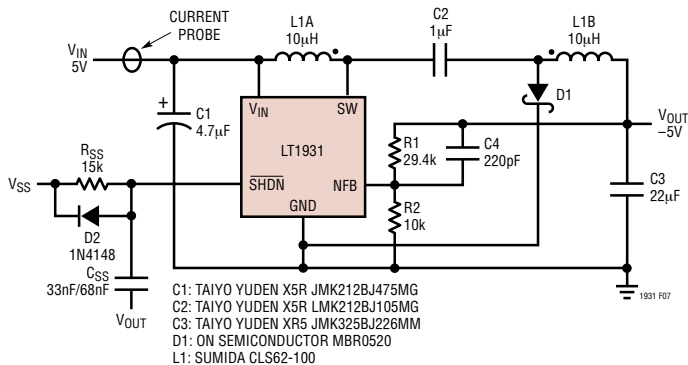 CURRENT
PROBE
VIN
5V
L1A
10µH
C2
1µF
L1B
10µH
D1
VOUT
–5V
+
C1
4.7µF
VIN
SW
LT1931
SHDN
NFB
GND
R1
29.4k
C4
220pF
R2
10k
C3
22µF
RSS
15k
VSS
D2
1N4148
CSS
33nF/68nF
VOUT
C1: TAIYO YUDEN X5R JMK212BJ475MG
C2: TAIYO YUDEN X5R LMK212BJ105MG
C3: TAIYO YUDEN XR5 JMK325BJ226MM
D1: ON SEMICONDUCTOR MBR0520
L1: SUMIDA CLS62-100
1931 F07